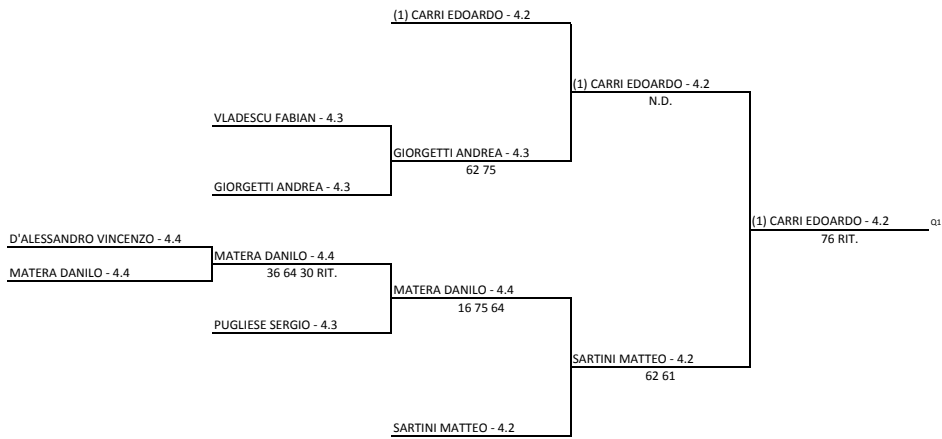 (1) CARRI EDOARDO - 4.2
(1) CARRI EDOARDO - 4.2
N.D.
VLADESCU FABIAN - 4.3
GIORGETTI ANDREA - 4.3
62 75
GIORGETTI ANDREA - 4.3
(1) CARRI EDOARDO - 4.2
Q1
76 RIT.
D'ALESSANDRO VINCENZO - 4.4
MATERA DANILO - 4.4
36 64 30 RIT.
MATERA DANILO - 4.4
MATERA DANILO - 4.4
16 75 64
PUGLIESE SERGIO - 4.3
SARTINI MATTEO - 4.2
62 61
SARTINI MATTEO - 4.2